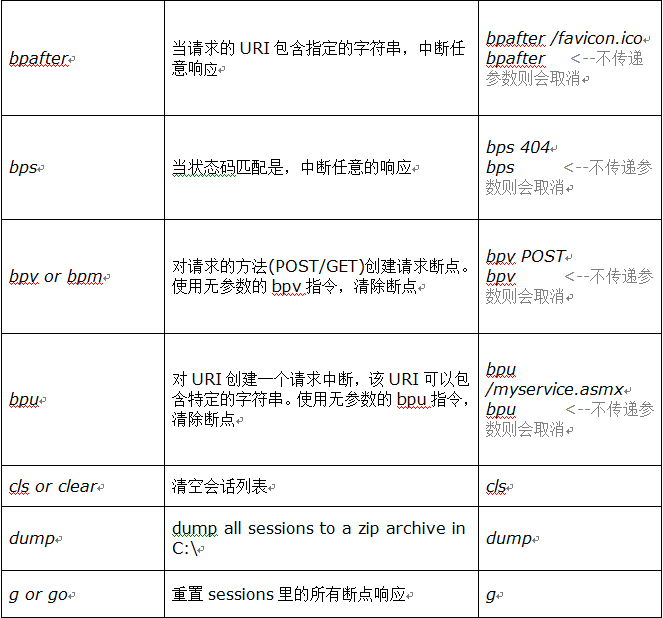 bpafter
当请求的 URI 包含指定的字符串，中断任
意响应
bpafter /favicon.ico
bpafter <--不传递
参数则会取消
bps
当状态码匹配是，中断任意的响应
bps 404
bps <--不传递参
数则会取消
bpv or bpm
对请求的方法(POST/GET)创建请求断点。
使用无参数的 bpv 指令，清除断点
bpv POST
bpv <--不传递参
数则会取消
bpu
对 URI 创建一个请求中断，该 URI 可以包
含特定的字符串。使用无参数的 bpu 指令，
清除断点
bpu
/myservice.asmx
bpu <--不传递参
数则会取消
cls or clear
清空会话列表
cls
dump
dump all sessions to a zip archive in
C:\
dump
g or go
重置 sessions 里的所有断点响应
g